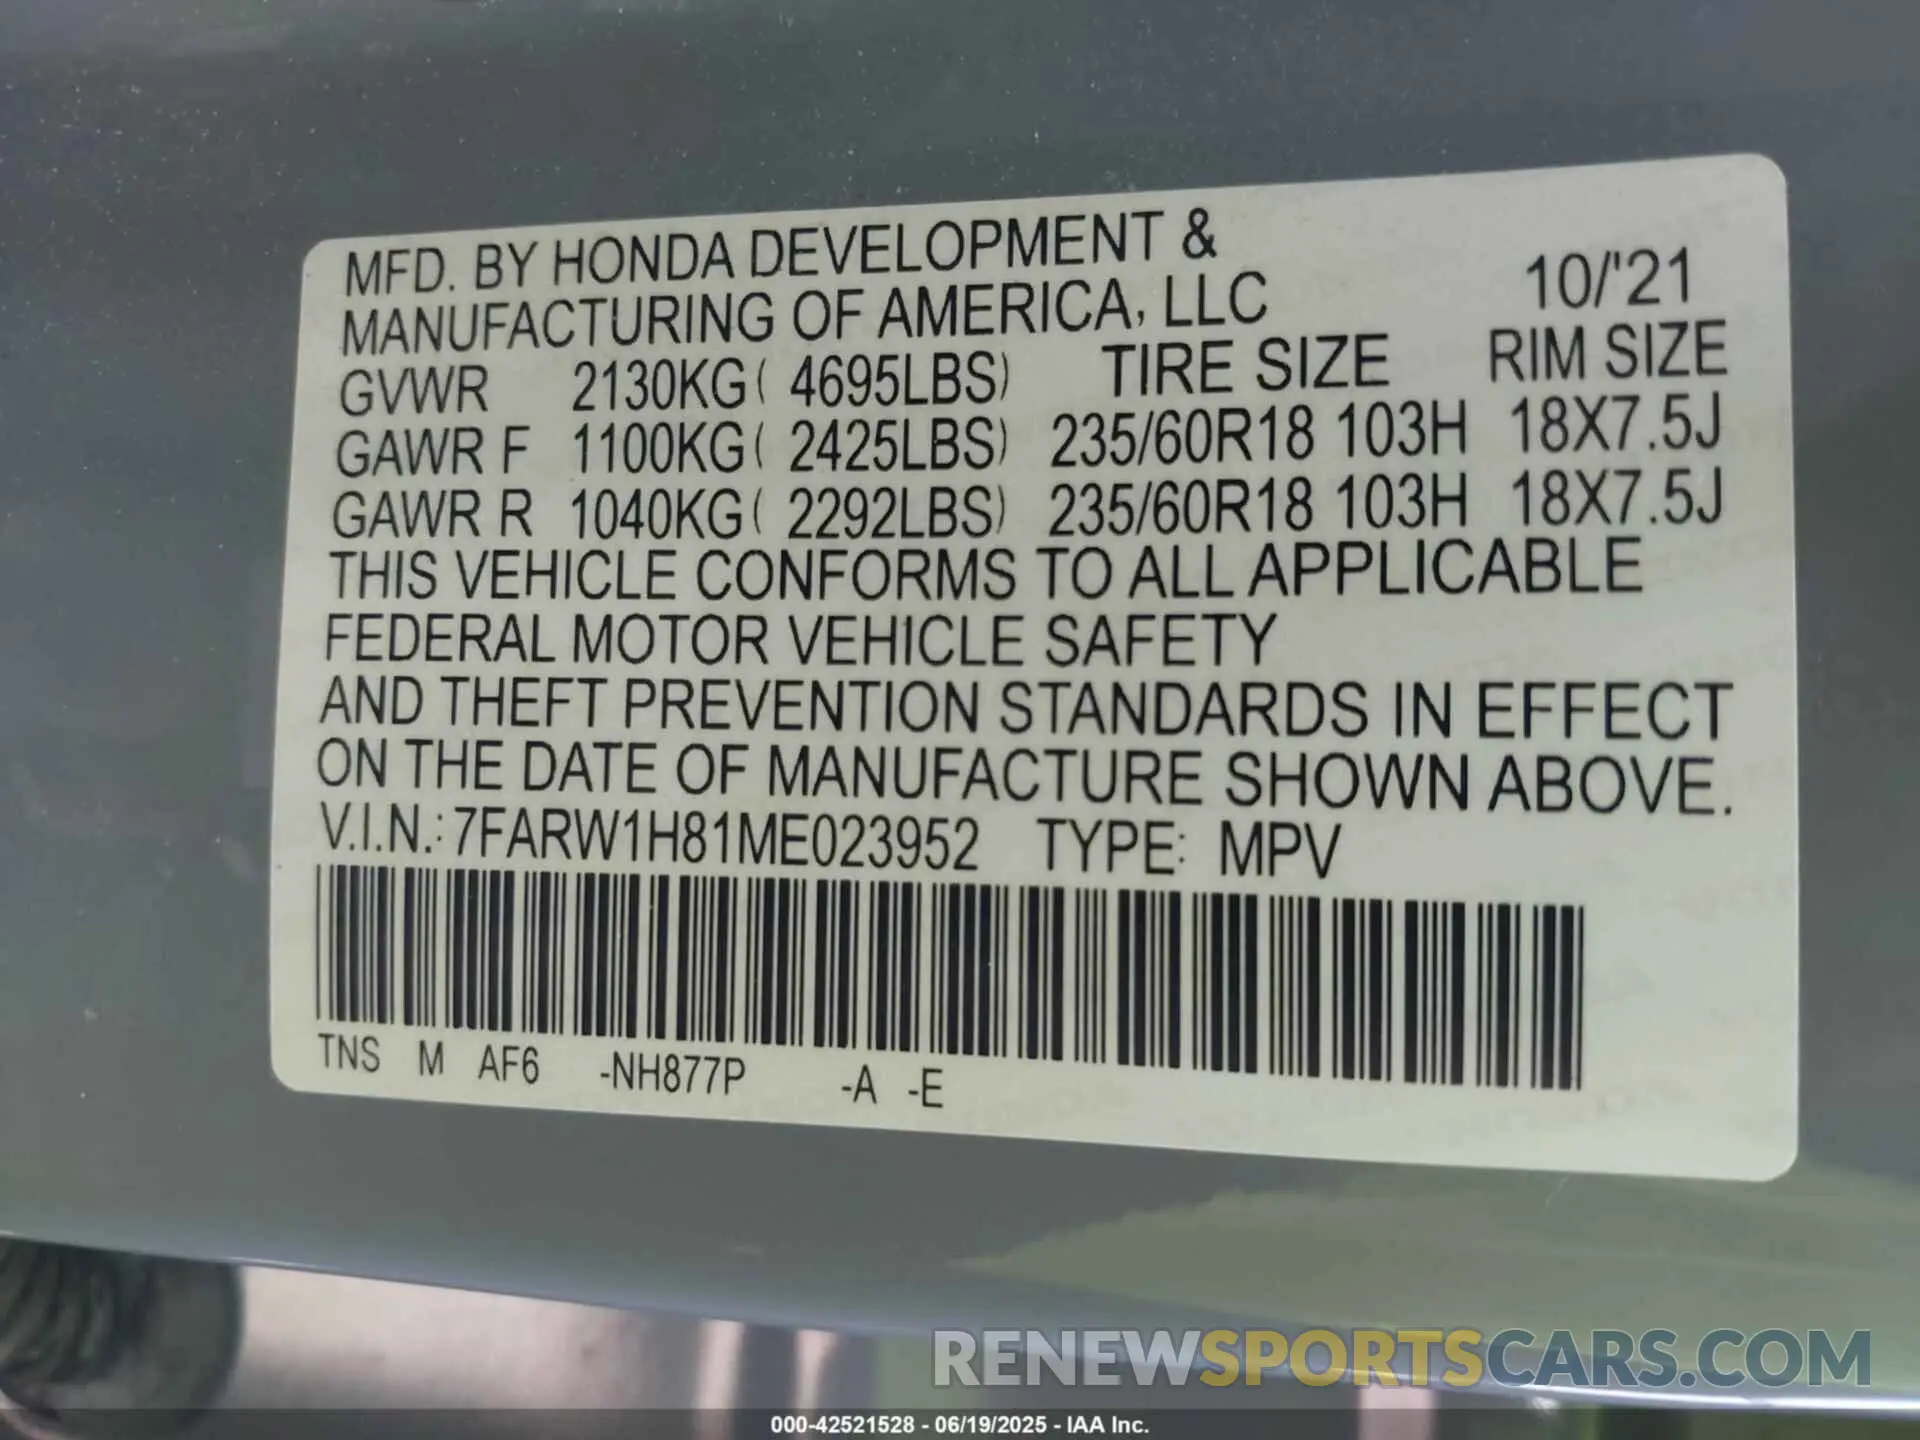 MFD. BY HONDA DEVELOPMENT &
MANUFACTURING OF AMERICA, LLC 10/'21
GVWR 2130KG( 4695LBS) TIRE SIZE RIM SIZE
GAWR F 1100KG( 2425LBS) 235/60R18 103H 18X7.5J
GAWR R 1040KG( 2292LBS) 235/60R18 103H 18X7.5J
THIS VEHICLE CONFORMS TO ALL APPLICABLE
FEDERAL MOTOR VEHICLE SAFETY
AND THEFT PREVENTION STANDARDS IN EFFECT
ON THE DATE OF MANUFACTURE SHOWN ABOVE.
V.I.N.: 7FARW1H81ME023952 TYPE: MPV
TNS M AF6 -NH877P -A -E
RENEWSPORTSCARS.COM
000-42521528 - 06/19/2025 - IAA Inc.